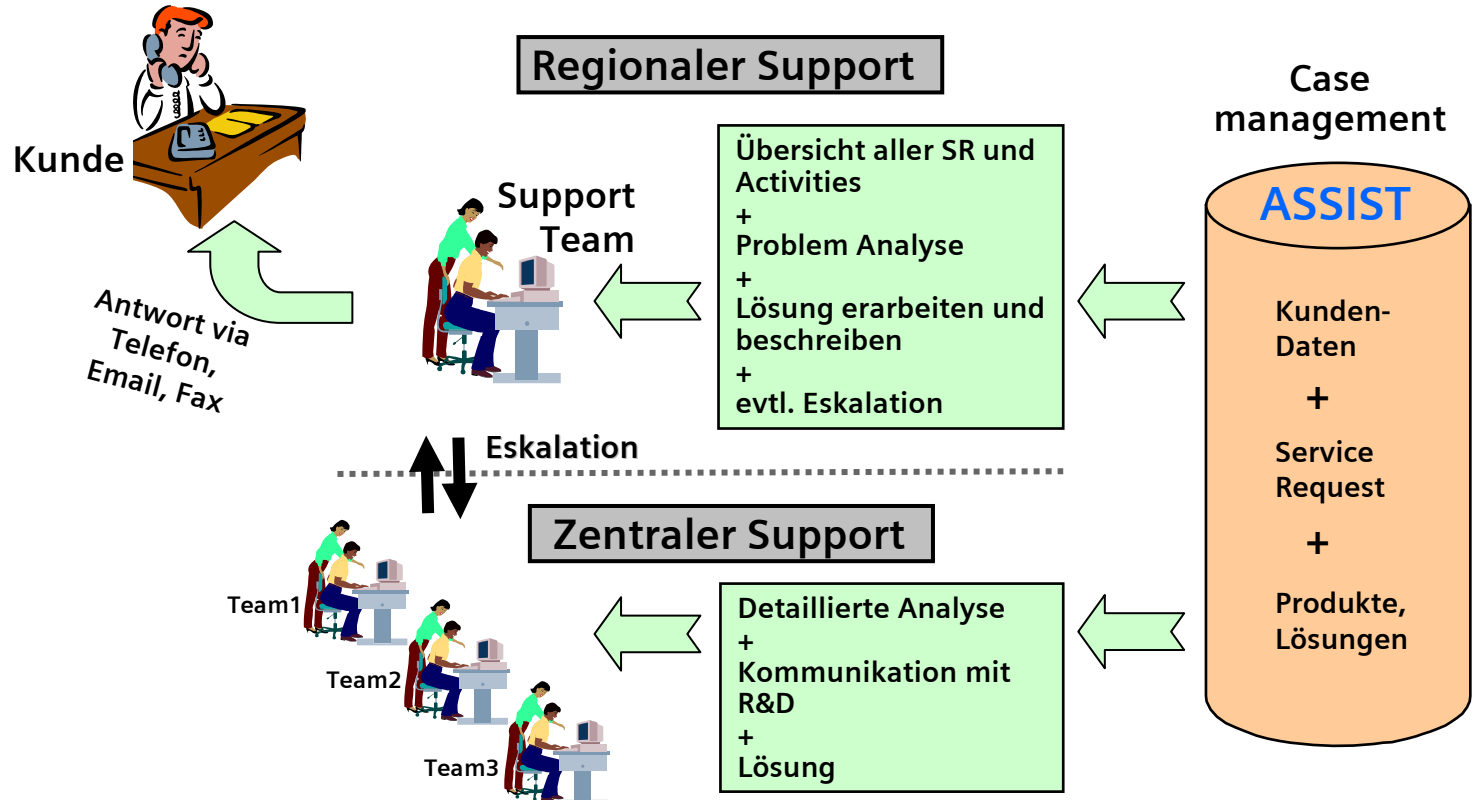 Regionaler Support
Case
management
Kunde
Support
Team
Übersicht aller SR und
Activities
+
Problem Analyse
+
Lösung erarbeiten und
beschreiben
+
evtl. Eskalation
ASSIST
Kunden-
Daten
+
Service
Request
+
Produkte,
Lösungen
Antwort via
Telefon,
Email, Fax
Eskalation
Zentraler Support
Team1
Team2
Team3
Detaillierte Analyse
+
Kommunikation mit
R&D
+
Lösung